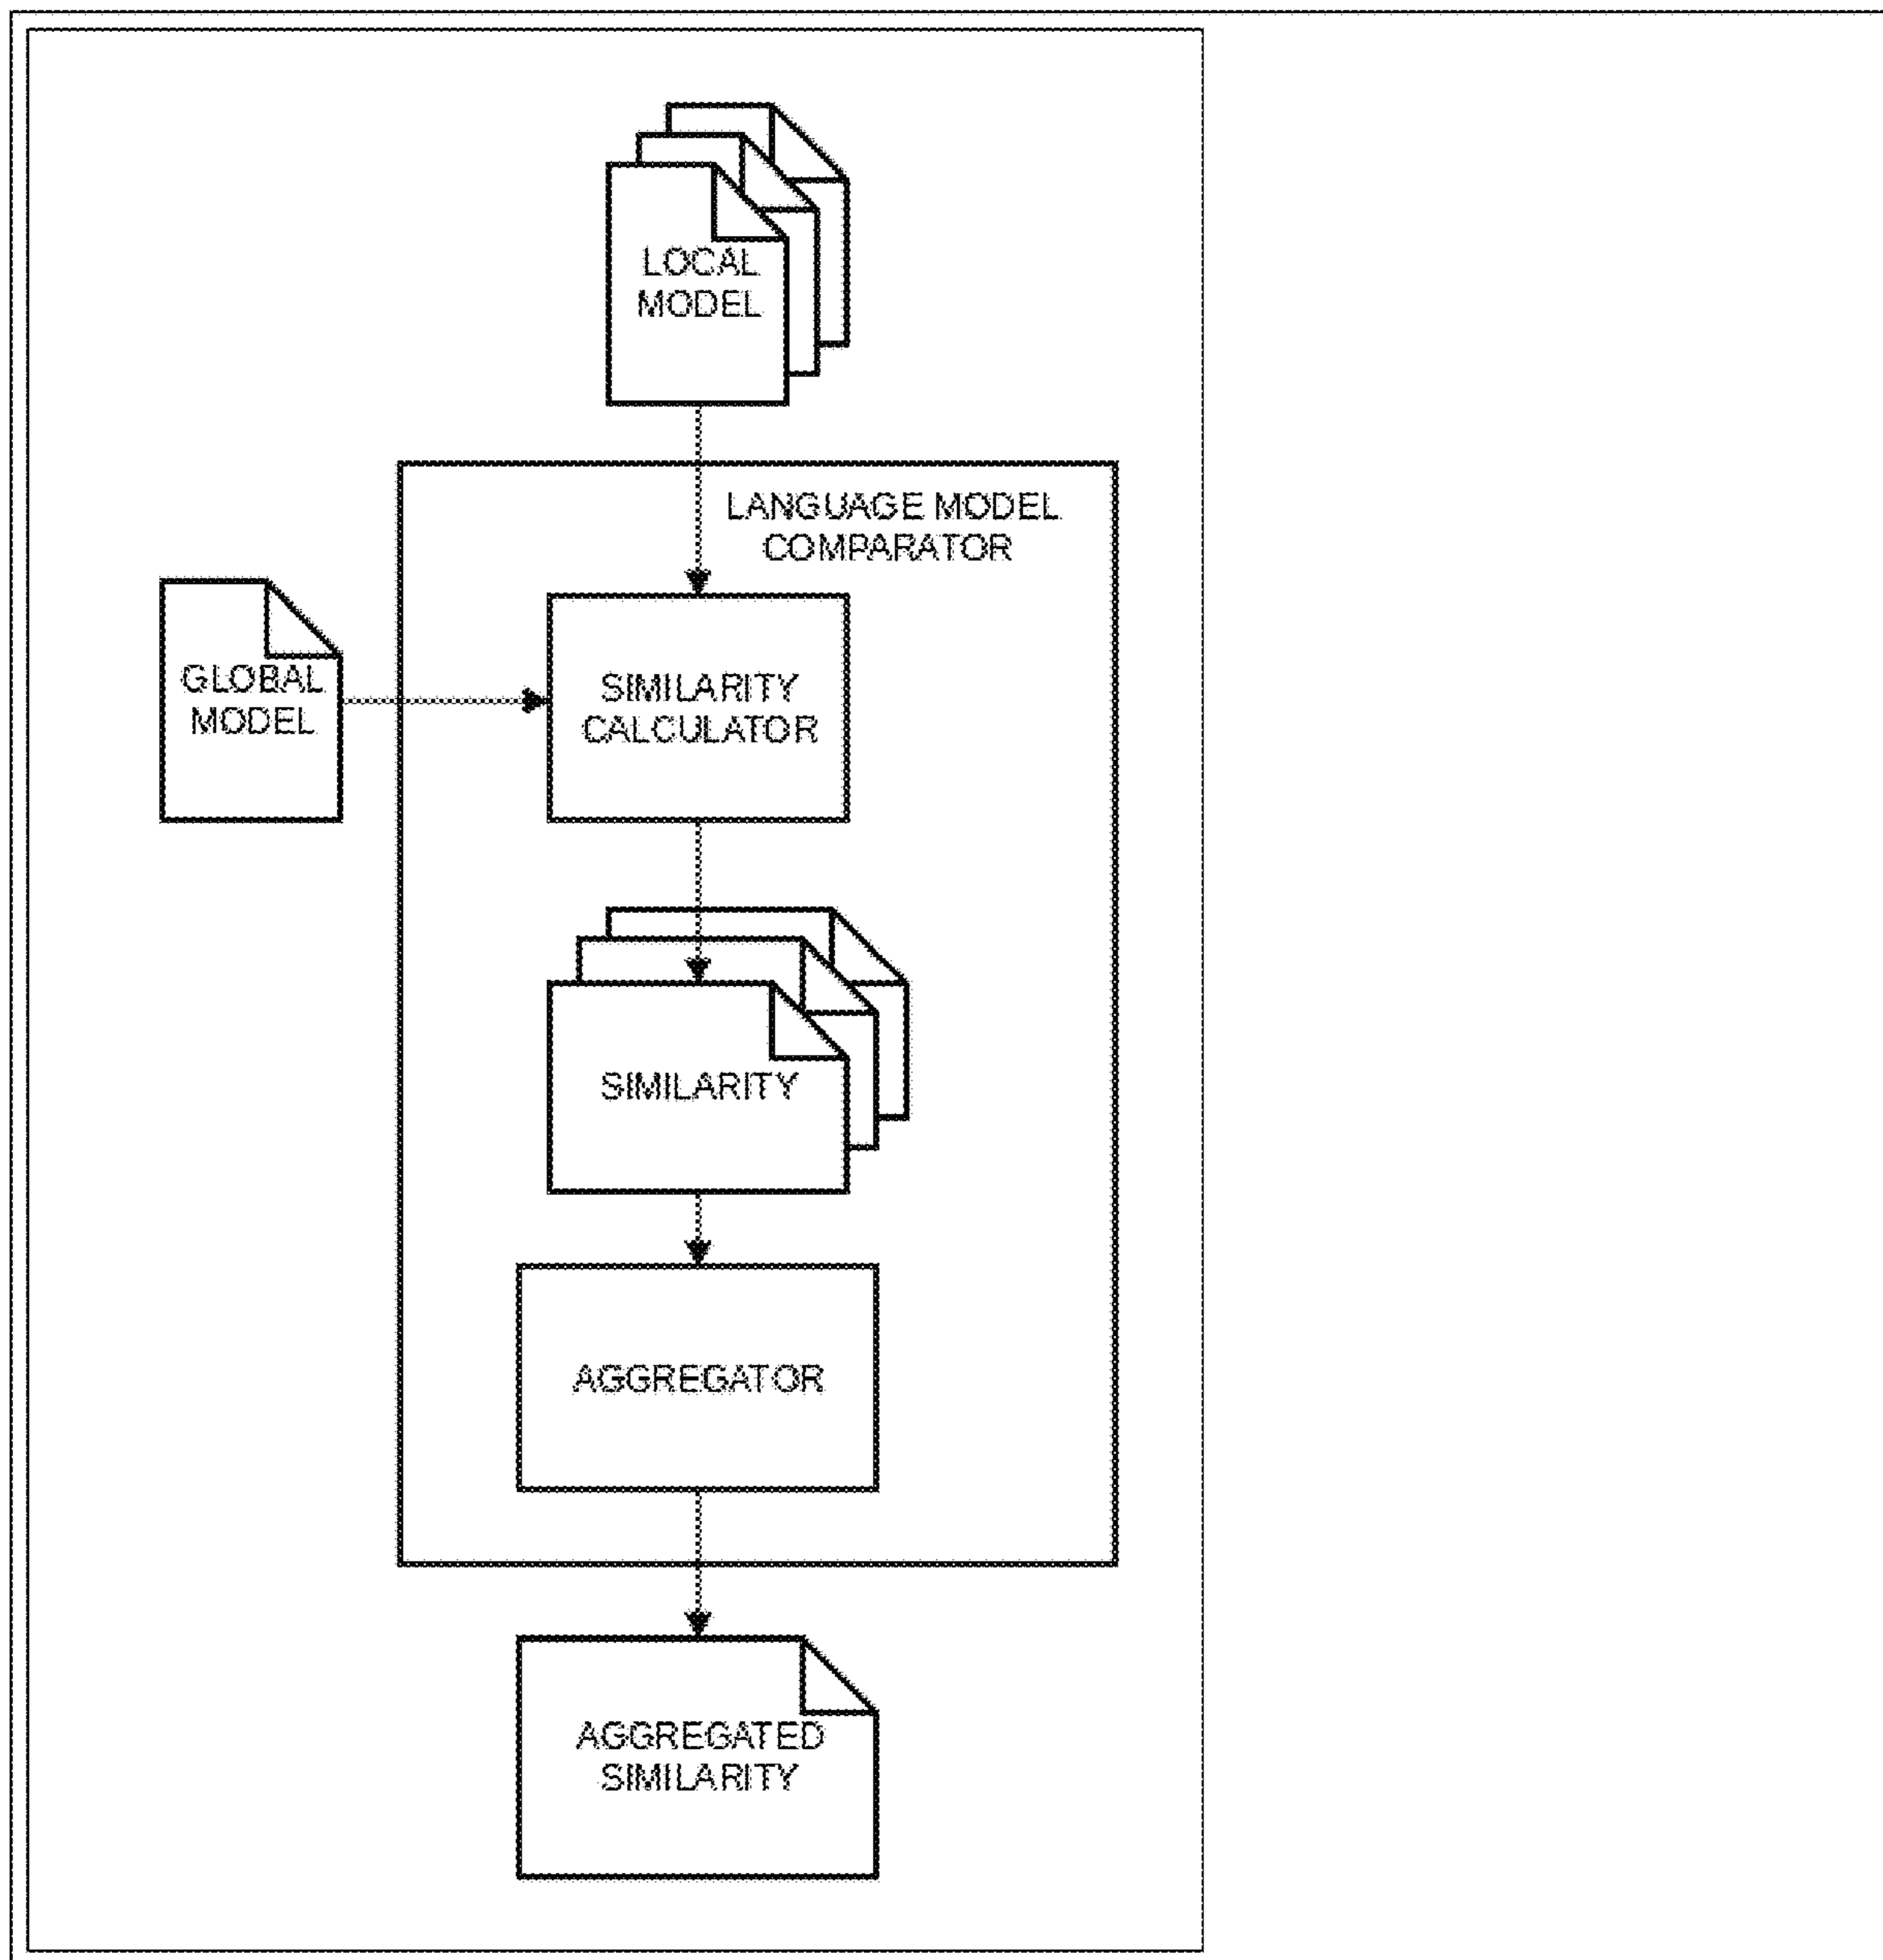 LOCAL
MODEL
LANGUAGE MODEL
COMPARATOR
GLOBAL
MODEL
SIMILARITY
CALCULATOR
SIMILARITY
AGGREGATOR
AGGREGATED
SIMILARITY